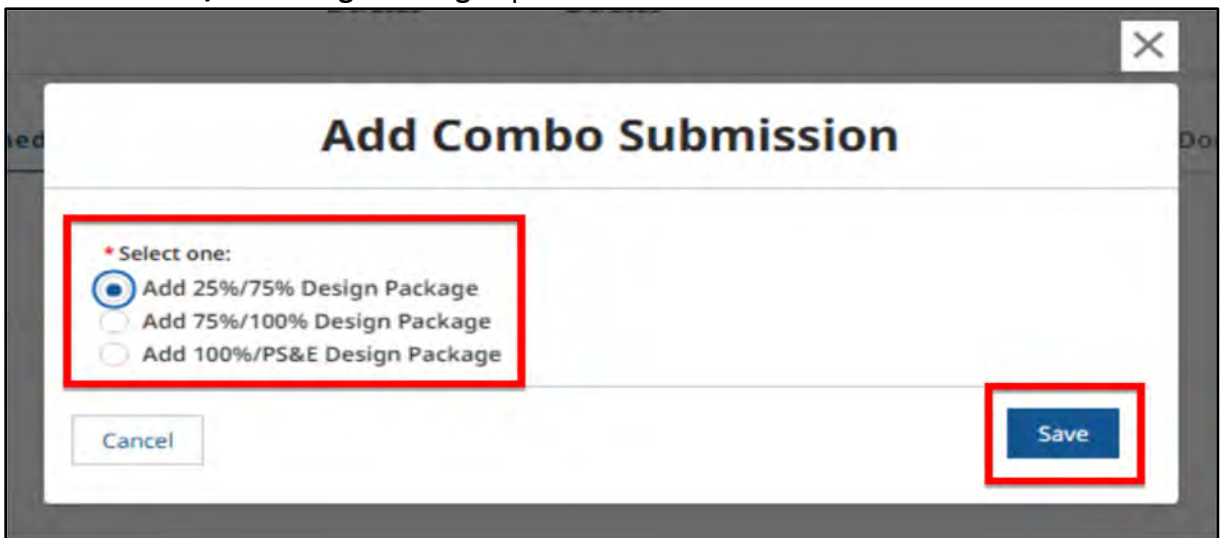 Add Combo Submission
* Select one:
Add 25%/75% Design Package
Add 75%/100% Design Package
Add 100%/PS&E Design Package
Cancel
Save